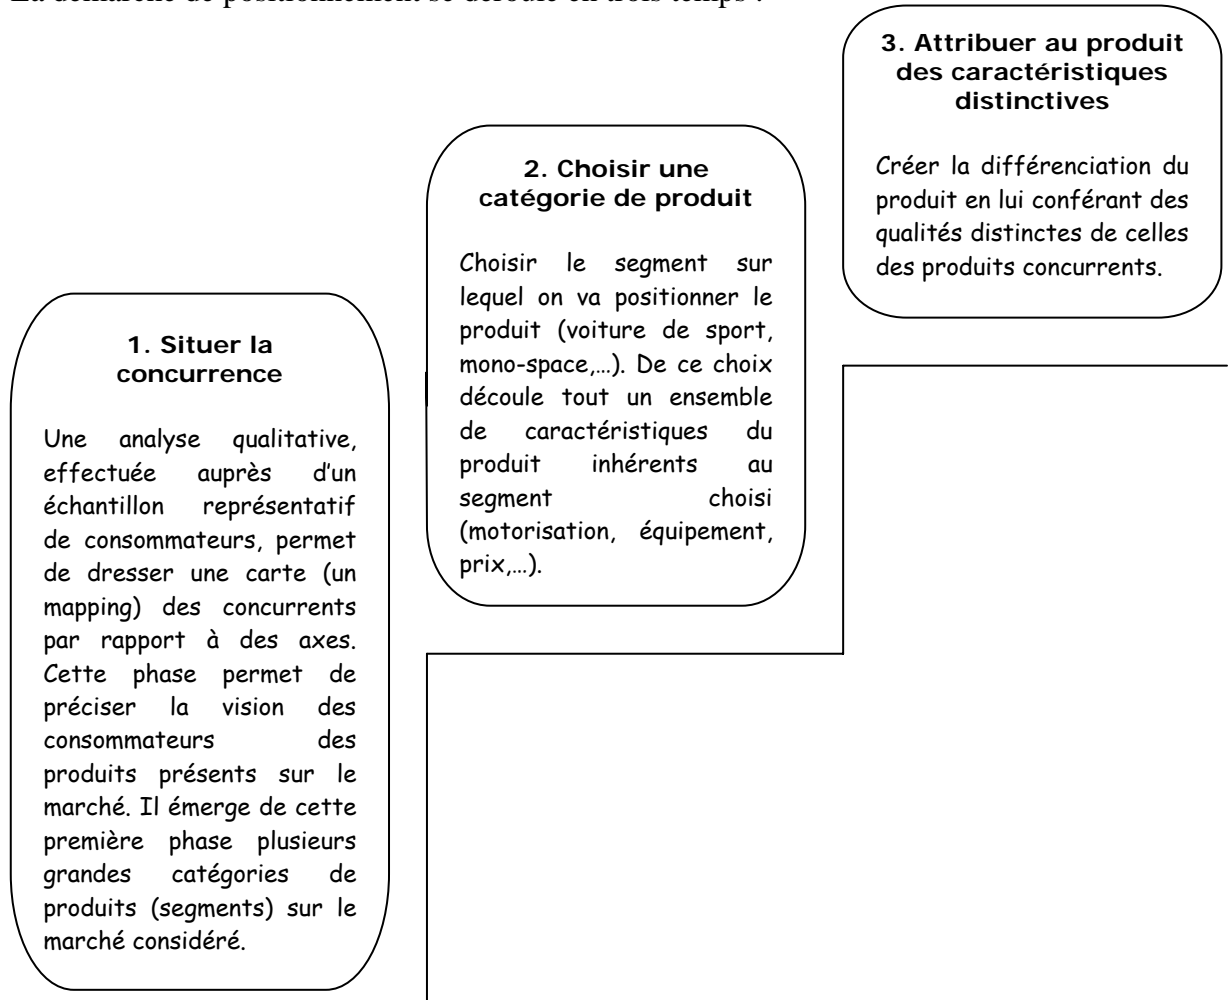 La démarche de positionnement se déroule en trois temps :
3. Attribuer au produit
des caractéristiques
distinctives
Créer la différenciation du
produit en lui conférant des
qualités distinctes de celles
des produits concurrents.
2. Choisir une
catégorie de produit
Choisir le segment sur
lequel on va positionner le
produit (voiture de sport,
mono-space,…). De ce choix
découle tout un ensemble
de caractéristiques du
produit inhérents au
segment choisi
(motorisation, équipement,
prix,…).
1. Situer la
concurrence
Une analyse qualitative,
effectuée auprès d’un
échantillon représentatif
de consommateurs, permet
de dresser une carte (un
mapping) des concurrents
par rapport à des axes.
Cette phase permet de
préciser la vision des
consommateurs des
produits présents sur le
marché. Il émerge de cette
première phase plusieurs
grandes catégories de
produits (segments) sur le
marché considéré.